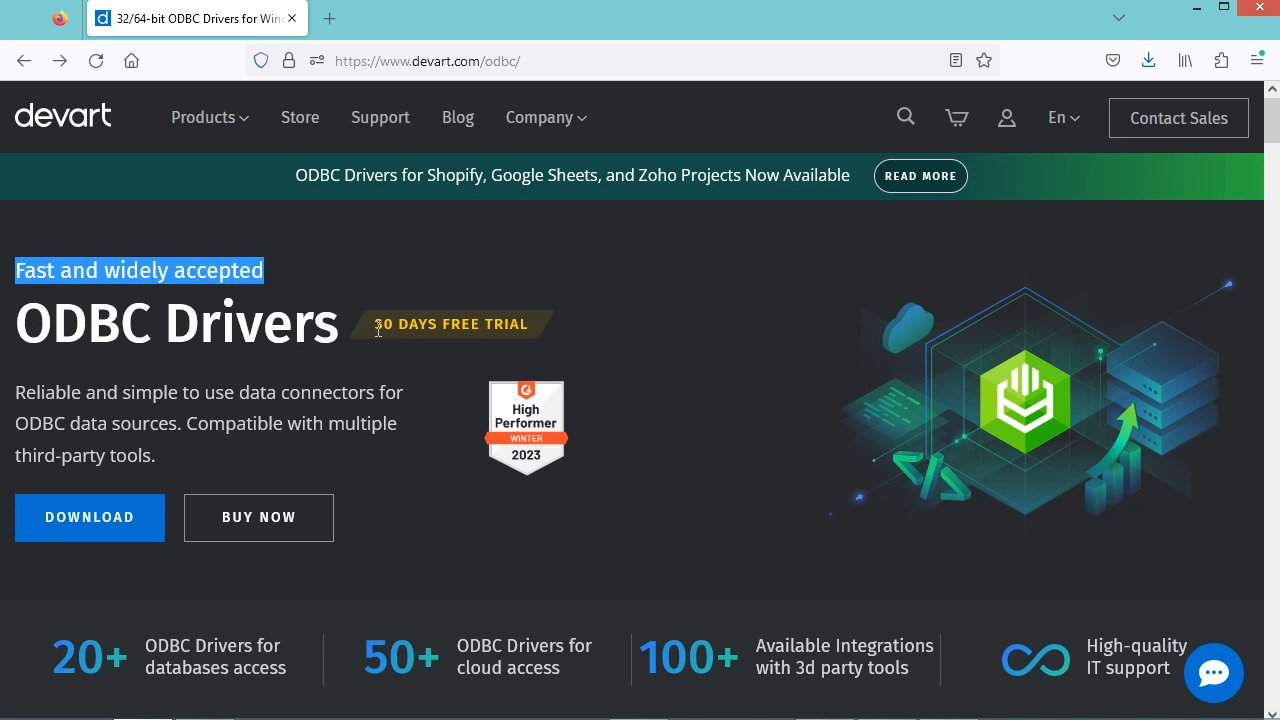 32/64-bit ODBC Drivers for Win
https://www.devart.com/odbc/
devart
Products
Store
Support
Blog
Company
En
Contact Sales
ODBC Drivers for Shopify, Google Sheets, and Zoho Projects Now Available
READ MORE
Fast and widely accepted
ODBC Drivers
30 DAYS FREE TRIAL
Reliable and simple to use data connectors for
ODBC data sources. Compatible with multiple
third-party tools.
High
Performer
WINTER
2023
DOWNLOAD
BUY NOW
20+
ODBC Drivers for
databases access
50+
ODBC Drivers for
cloud access
100+
Available Integrations
with 3d party tools
High-quality
IT support